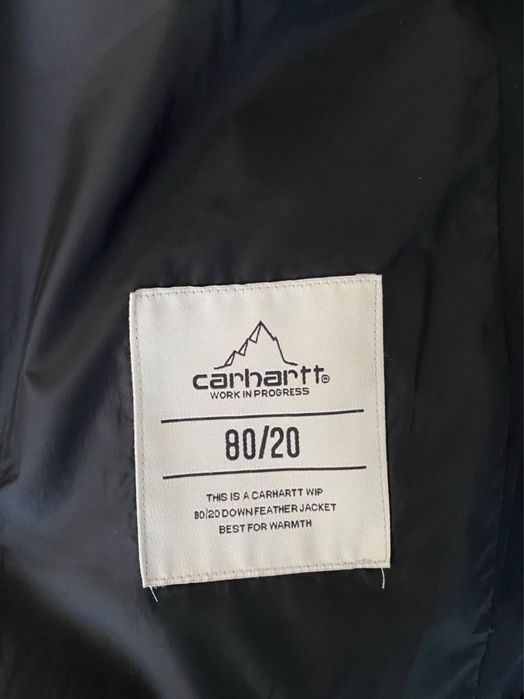 carhartt®
WORK IN PROGRESS
80/20
THIS IS A CARHARTT WIP
80/20 DOWN FEATHER JACKET
BEST FOR WARMTH